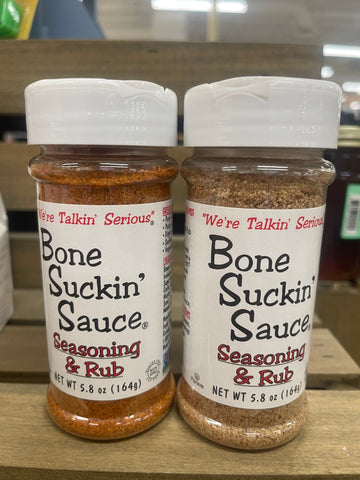 "We're Talkin' Serious"®
Bone
Suckin'
Sauce®
Seasoning
& Rub
NET WT 5.8 oz (164g)
"We're Talkin' Serious
Bone
Suckin'
Sauce®
Seasoning
& Rub
NET WT 5.8 oz (164g)